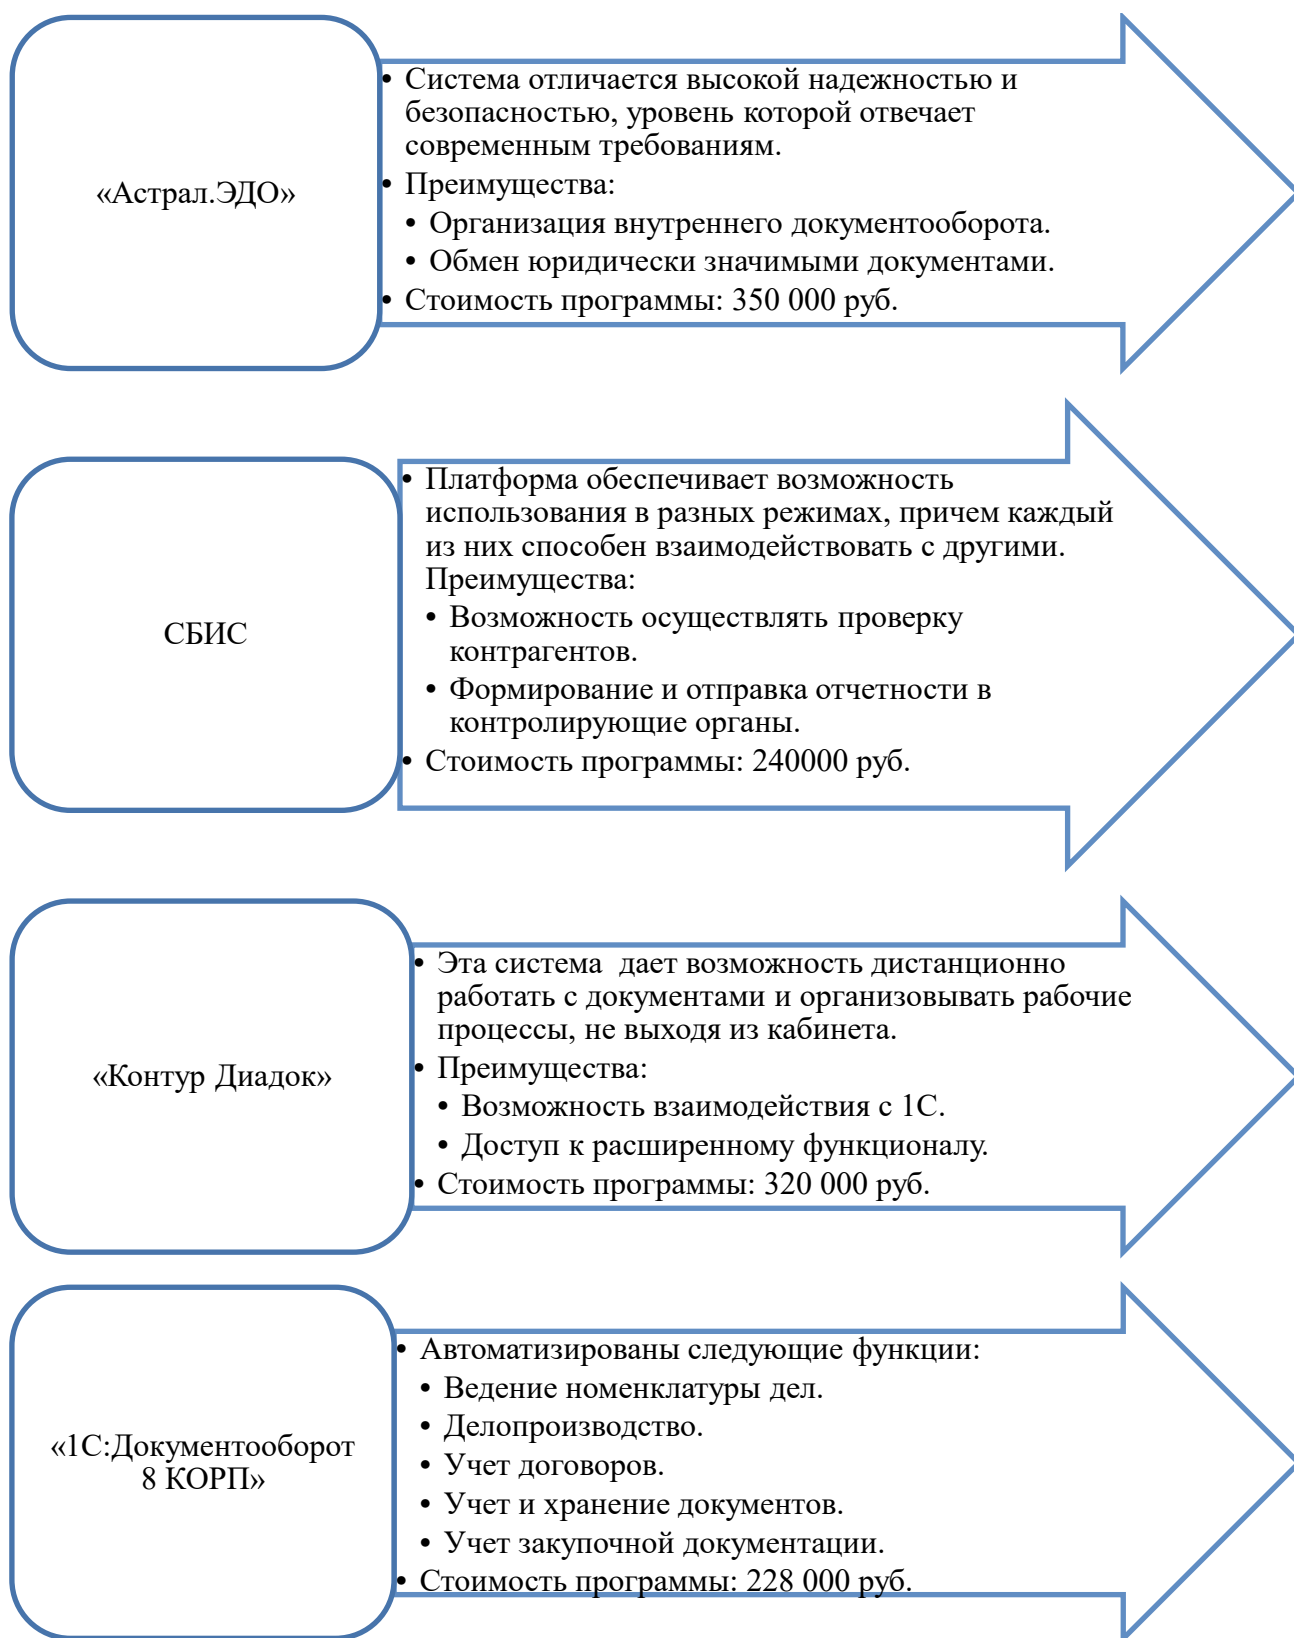 «Астрал.ЭДО»
• Система отличается высокой надежностью и
безопасностью, уровень которой отвечает
современным требованиям.
• Преимущества:
• Организация внутреннего документооборота.
• Обмен юридически значимыми документами.
• Стоимость программы: 350 000 руб.
СБИС
• Платформа обеспечивает возможность
использования в разных режимах, причем каждый
из них способен взаимодействовать с другими.
Преимущества:
• Возможность осуществлять проверку
контрагентов.
• Формирование и отправка отчетности в
контролирующие органы.
• Стоимость программы: 240000 руб.
«Контур Диадок»
• Эта система  дает возможность дистанционно
работать с документами и организовывать рабочие
процессы, не выходя из кабинета.
• Преимущества:
• Возможность взаимодействия с 1С.
• Доступ к расширенному функционалу.
• Стоимость программы: 320 000 руб.
«1С:Документооборот
8 КОРП»
• Автоматизированы следующие функции:
• Ведение номенклатуры дел.
• Делопроизводство.
• Учет договоров.
• Учет и хранение документов.
• Учет закупочной документации.
• Стоимость программы: 228 000 руб.